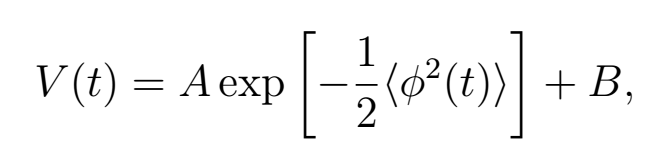 V(t) = A exp [−1/2 ⟨ϕ²(t)⟩] + B,